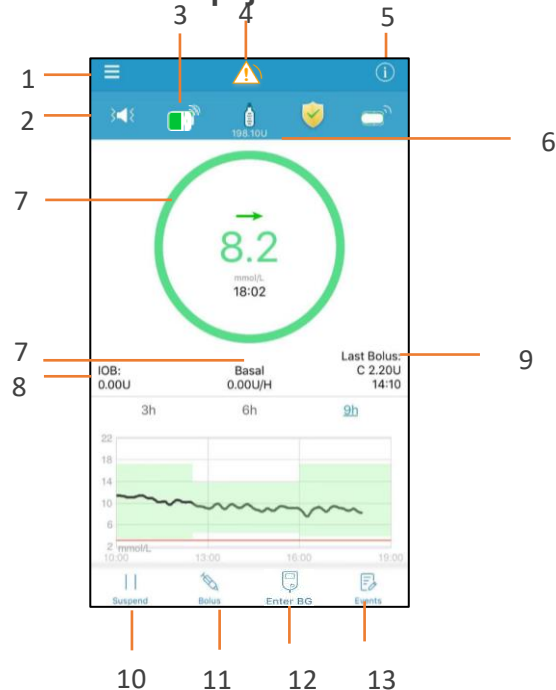 3 4 5
1
2
198.10U
6
7
8.2
mmol/L
18:02
7
8
9
IOB:
0.00U
Basal
0.00U/H
Last Bolus:
C 2.20U
14:10
3h 6h 9h
22
18
14
10
6
2 mmol/L
10:00 13:00 16:00 19:00
Suspend Bolus Enter BG Events
10 11 12 13